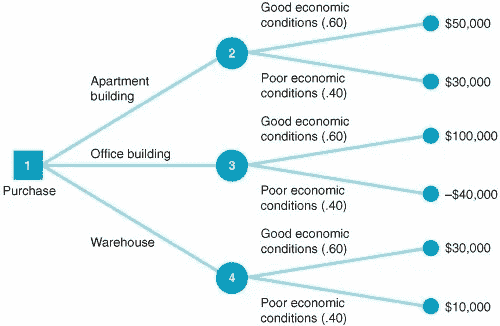 Good economic
conditions (.60)
$50,000
2
Apartment
building
Poor economic
conditions (.40)
$30,000
Good economic
conditions (.60)
$100,000
1
Purchase
Office building
3
Poor economic
conditions (.40)
–$40,000
Warehouse
Good economic
conditions (.60)
$30,000
4
Poor economic
conditions (.40)
$10,000